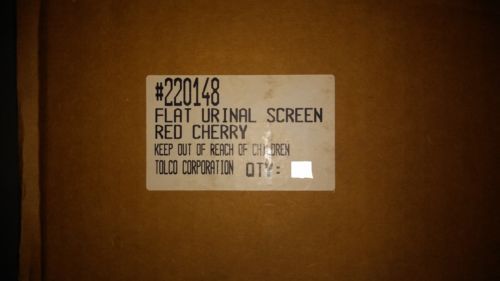 #220148
FLAT URINAL SCREEN
RED CHERRY
KEEP OUT OF REACH OF CHILDREN
TOLCO CORPORATION QTY: